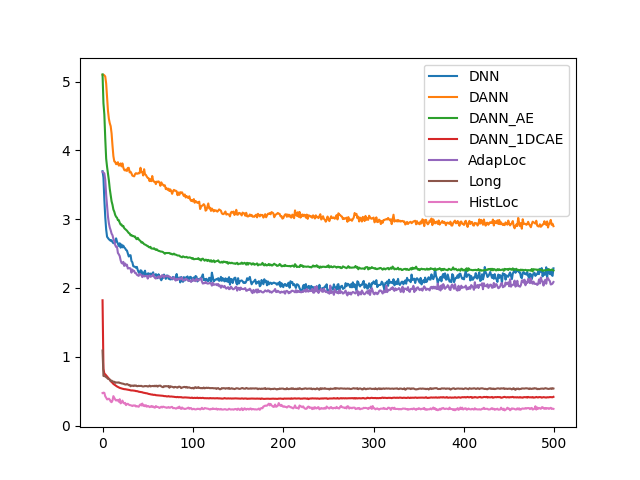 5
4
3
2
1
0
0
100
200
300
400
500
DNN
DANN
DANN_AE
DANN_1DCAE
AdapLoc
Long
HistLoc